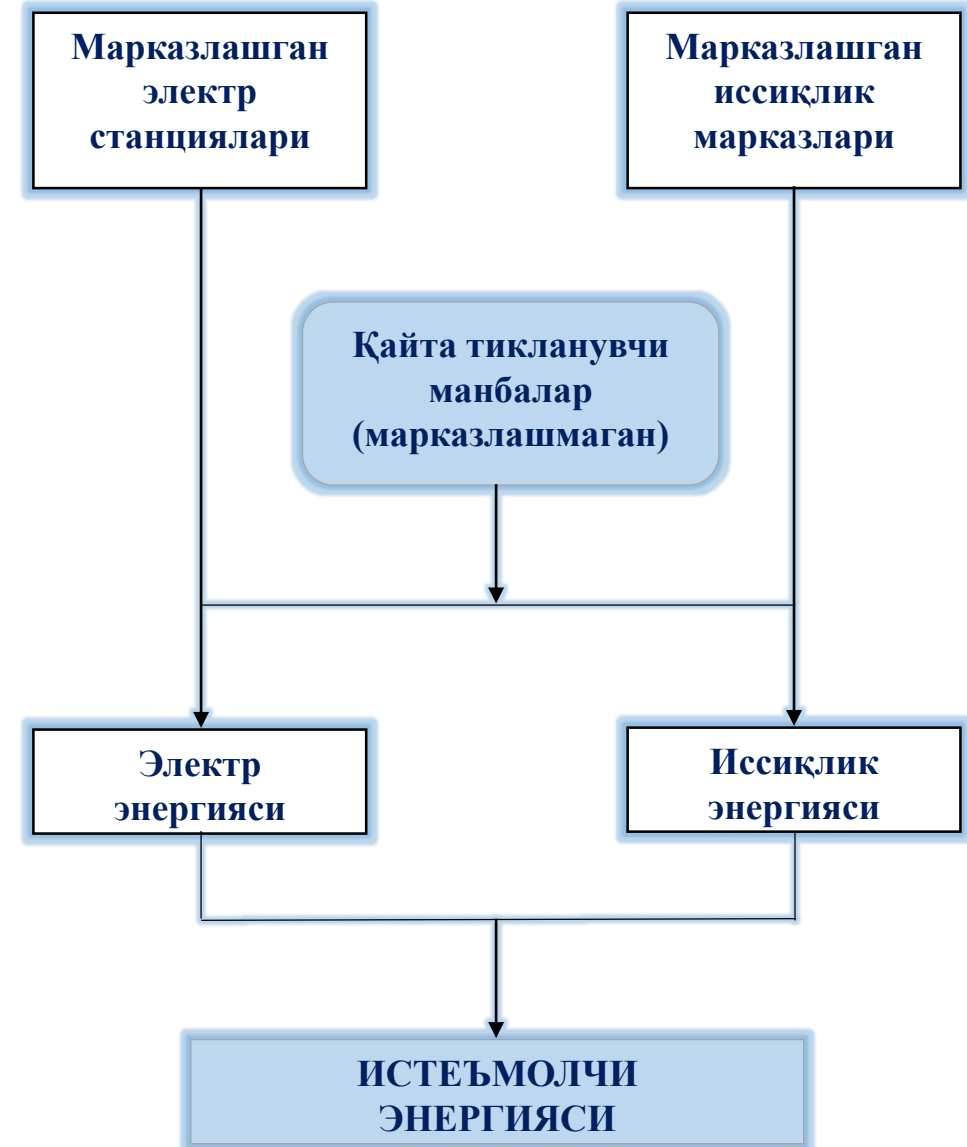 Марказлашган
электр
станциялари
Марказлашган
иссиқлик
марказлари
Қайта тикланувчи
манбалар
(марказлашмаган)
Электр
энергияси
Иссиқлик
энергияси
ИСТЕЪМОЛЧИ
ЭНЕРГИЯСИ